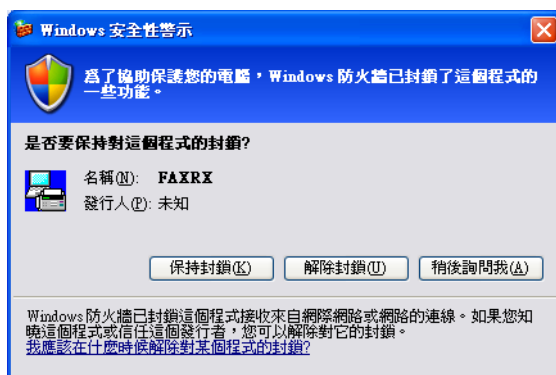 Windows 安全性警示
為了協助保護您的電腦，Windows 防火牆已封鎖了這個程式的
一些功能。
是否要保持對這個程式的封鎖?
名稱(N): FAXRX
發行人(P): 未知
保持封鎖(K) 解除封鎖(U) 稍後詢問我(A)
Windows 防火牆已封鎖這個程式接收來自網際網路或網路的連線。如果您知
曉這個程式或信任這個發行者，您可以解除對它的封鎖。
我應該在什麼時候解除對某個程式的封鎖?